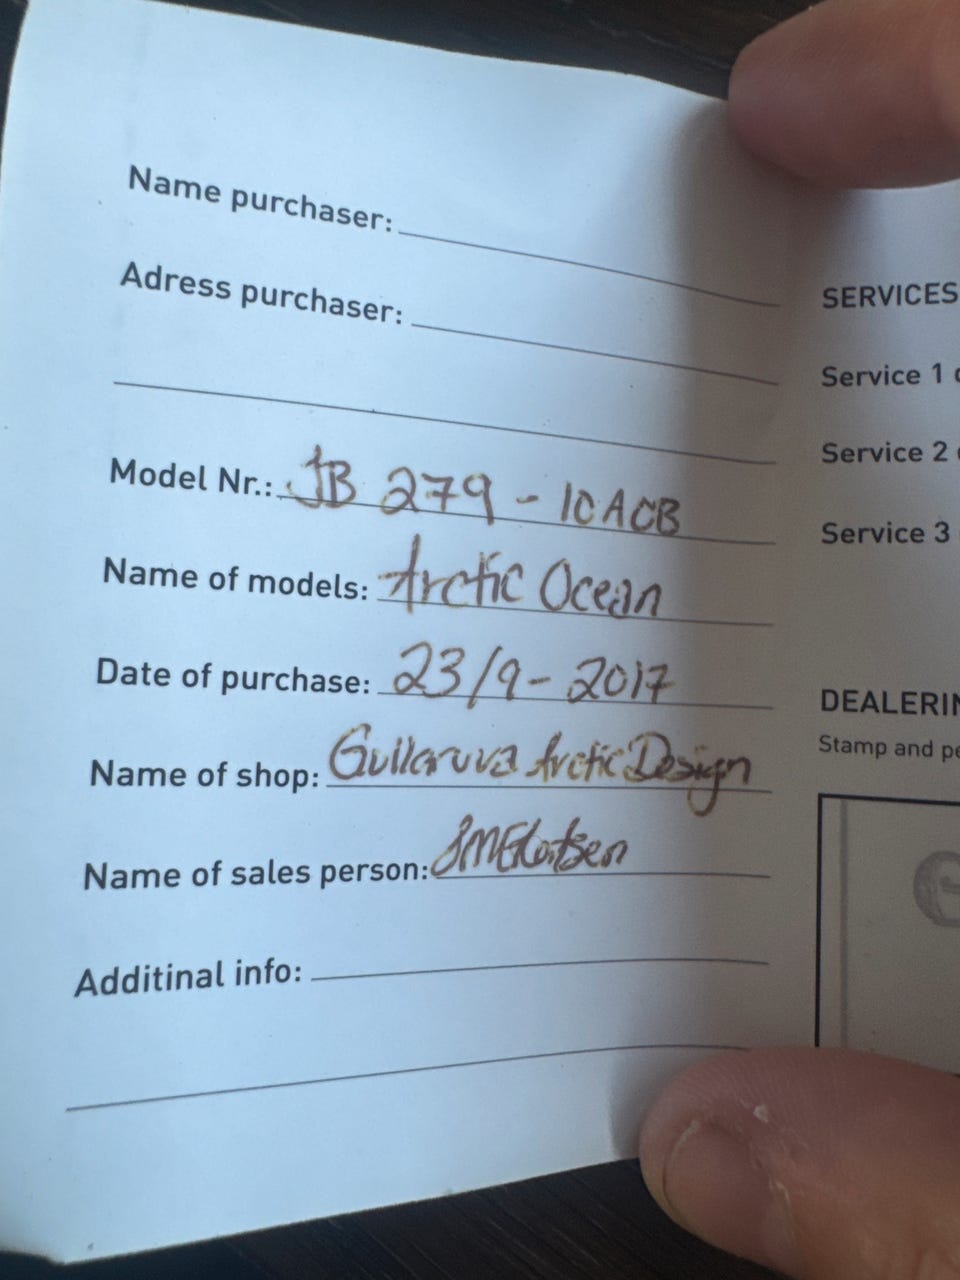 Name purchaser:
Adress purchaser:
Model Nr.: JB 279 - 10ACB
Name of models: Arctic Ocean
Date of purchase: 23/9 - 2017
Name of shop: Arctic Design
Name of sales person:
Additinal info:
SERVICES
Service 1
Service 2
Service 3
DEALERIN
Stamp and pe